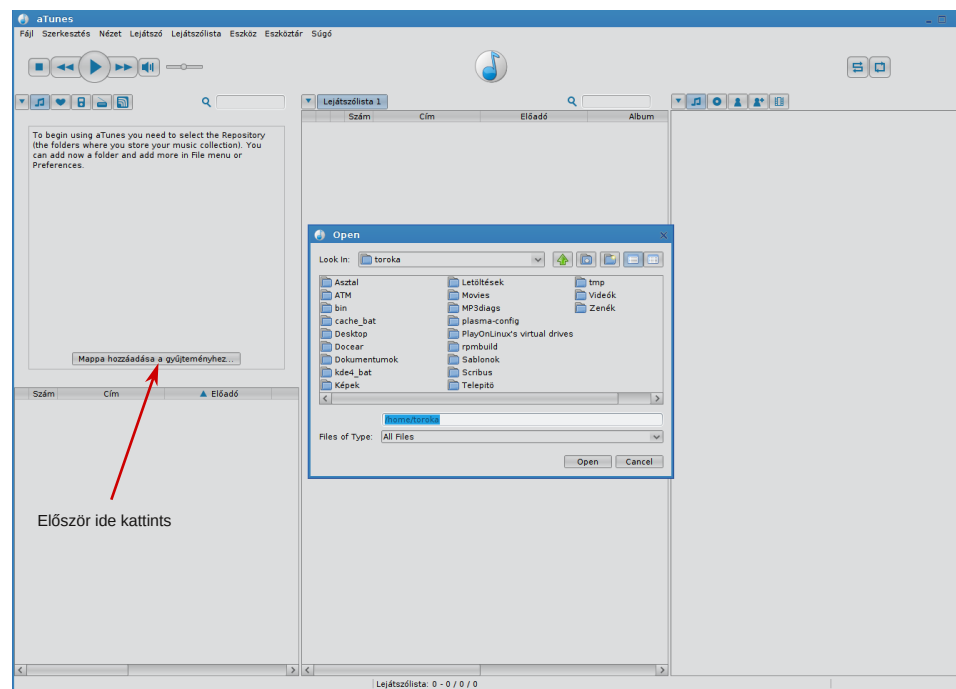 aTunes
Fájl Szerkesztés Nézet Lejátszó Lejátszólista Eszköz Eszköztár Súgó
Lejátszólista 1
Szám Cím Előadó Album
To begin using aTunes you need to select the Repository
(the folders where you store your music collection). You
can add now a folder and add more in File menu or
Preferences.
Mappa hozzáadása a gyűjteményhez...
Szám Cím Előadó
Először ide kattints
Open
Look In: toroka
Asztal Letöltések tmp
ATM Movies Videók
bin MP3diags Zenék
cache_bat plasma-config
Desktop PlayOnLinux's virtual drives
Docear rpmbuild
Dokumentumok Sablonok
kde4_bat Scribus
Képek Telepitö
/home/toroka
Files of Type: All Files
Open Cancel
Lejátszólista: 0 - 0 / 0 / 0